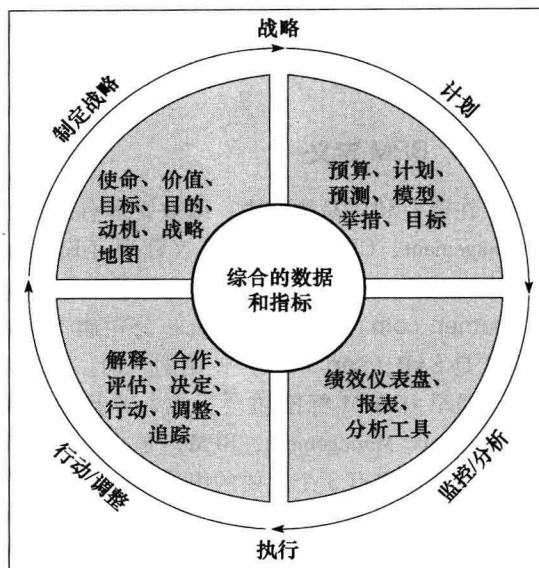 战略
制定战略
计划
使命、价值、
目标、目的、
动机、战略
地图
预算、计划、
预测、模型、
举措、目标
综合的数据
和指标
解释、合作、
评估、决定、
行动、调整、
追踪
绩效仪表盘、
报表、
分析工具
行动/调整
监控/分析
执行